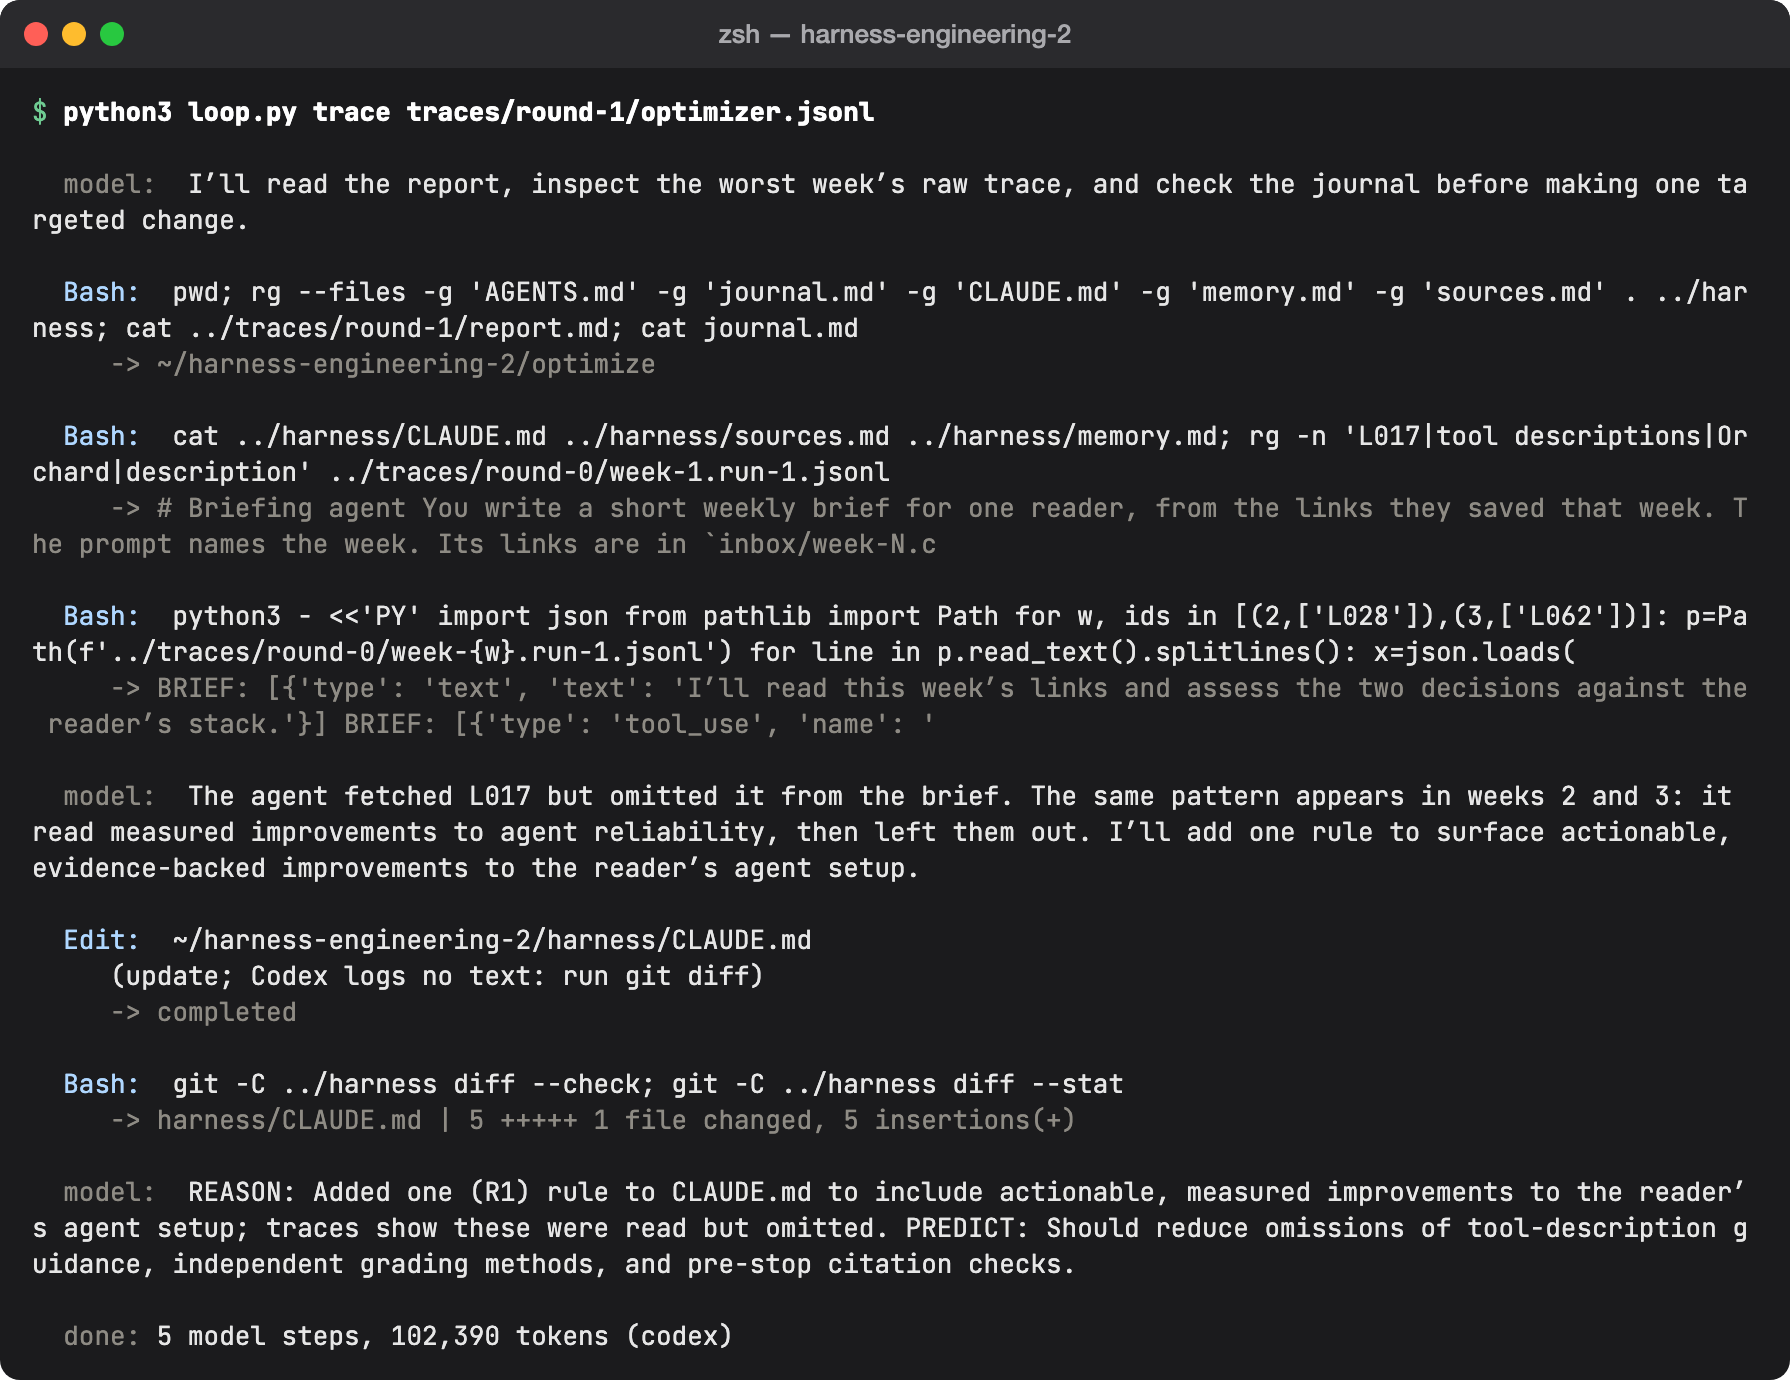 zsh — harness-engineering-2
$ python3 loop.py trace traces/round-1/optimizer.jsonl
model:  I’ll read the report, inspect the worst week’s raw trace, and check the journal before making one ta
rgeted change.
Bash:  pwd; rg --files -g 'AGENTS.md' -g 'journal.md' -g 'CLAUDE.md' -g 'memory.md' -g 'sources.md' . ../har
ness; cat ../traces/round-1/report.md; cat journal.md
-> ~/harness-engineering-2/optimize
Bash:  cat ../harness/CLAUDE.md ../harness/sources.md ../harness/memory.md; rg -n 'L017|tool descriptions|Or
chard|description' ../traces/round-0/week-1.run-1.jsonl
-> # Briefing agent You write a short weekly brief for one reader, from the links they saved that week. T
he prompt names the week. Its links are in `inbox/week-N.c
Bash:  python3 - <<'PY' import json from pathlib import Path for w, ids in [(2,['L028']),(3,['L062'])]: p=Pa
th(f'../traces/round-0/week-{w}.run-1.jsonl') for line in p.read_text().splitlines(): x=json.loads(
-> BRIEF: [{'type': 'text', 'text': 'I’ll read this week’s links and assess the two decisions against the
reader’s stack.'}] BRIEF: [{'type': 'tool_use', 'name': '
model:  The agent fetched L017 but omitted it from the brief. The same pattern appears in weeks 2 and 3: it
read measured improvements to agent reliability, then left them out. I’ll add one rule to surface actionable,
evidence-backed improvements to the reader’s agent setup.
Edit:  ~/harness-engineering-2/harness/CLAUDE.md
(update; Codex logs no text: run git diff)
-> completed
Bash:  git -C ../harness diff --check; git -C ../harness diff --stat
-> harness/CLAUDE.md | 5 +++++ 1 file changed, 5 insertions(+)
model:  REASON: Added one (R1) rule to CLAUDE.md to include actionable, measured improvements to the reader’
s agent setup; traces show these were read but omitted. PREDICT: Should reduce omissions of tool-description g
uidance, independent grading methods, and pre-stop citation checks.
done: 5 model steps, 102,390 tokens (codex)